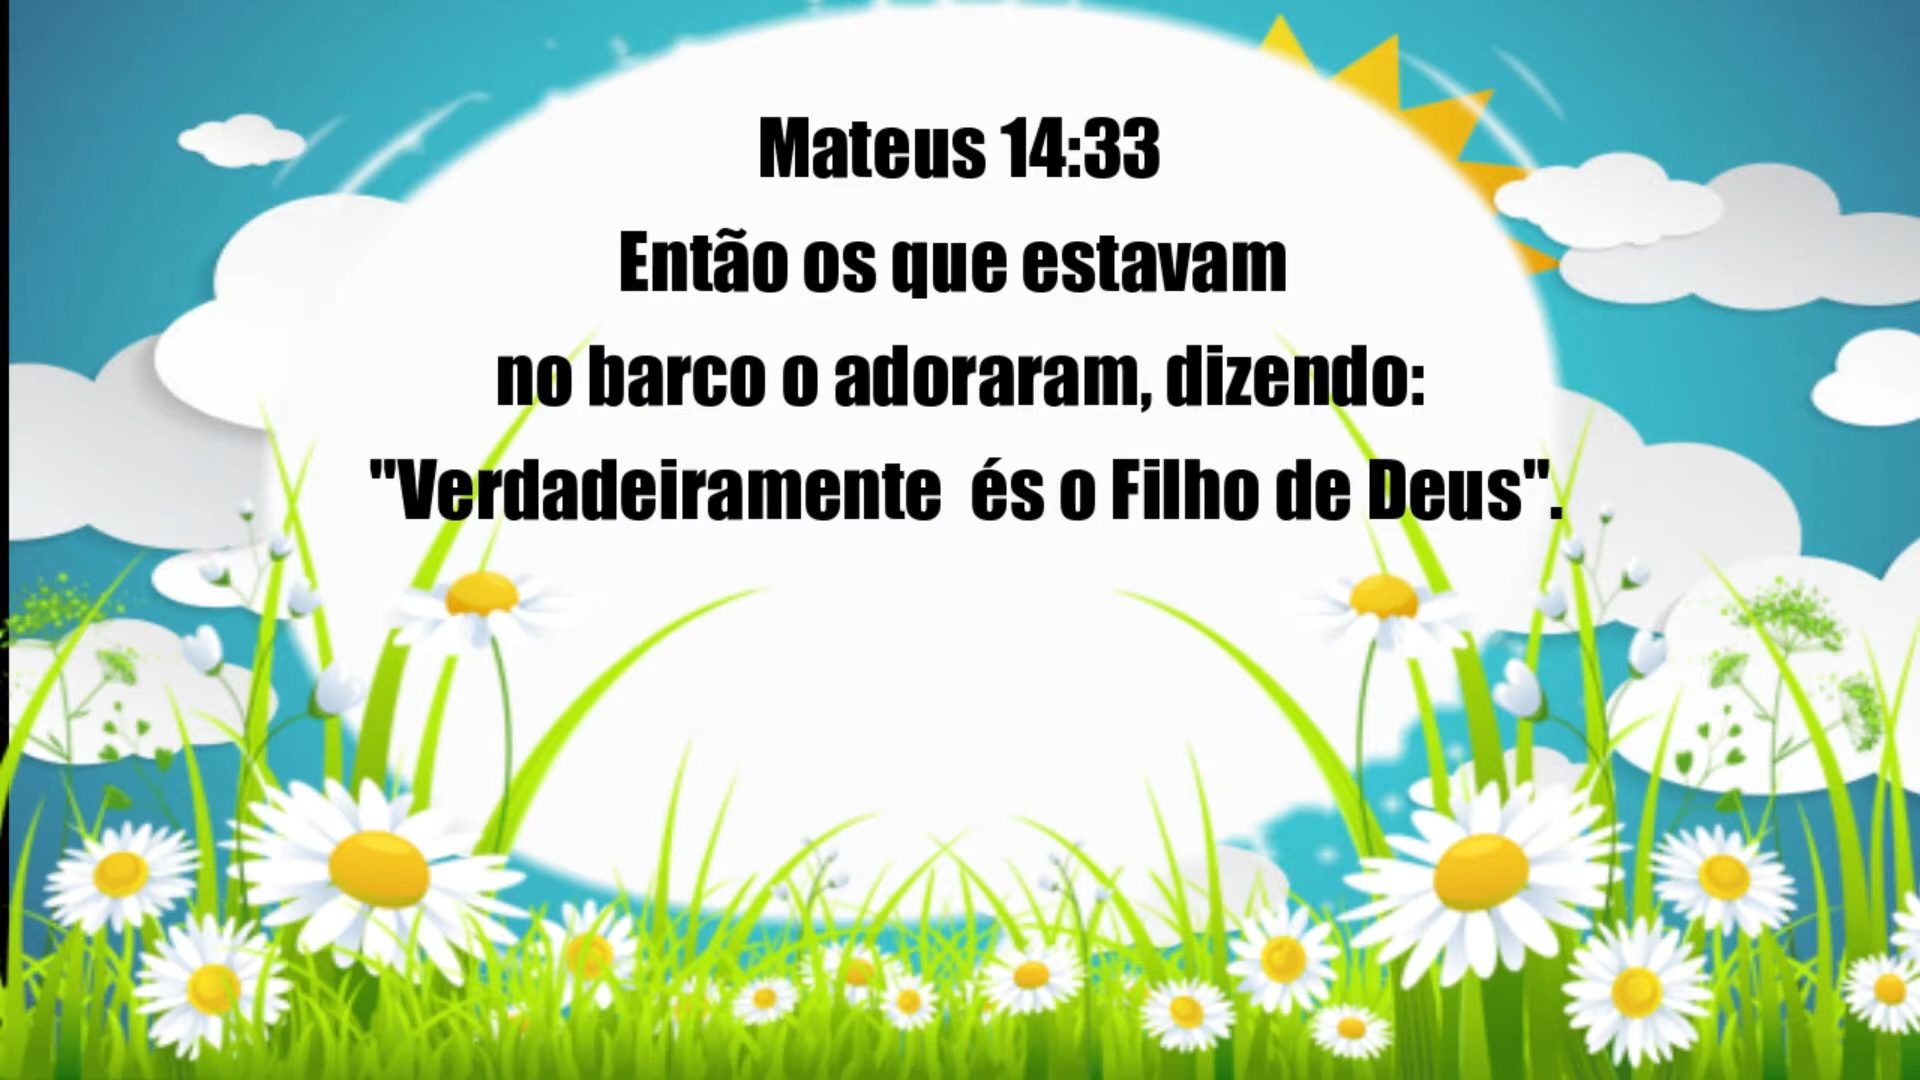 Mateus 14:33
Então os que estavam
no barco o adoraram, dizendo:
"Verdadeiramente  és o Filho de Deus".